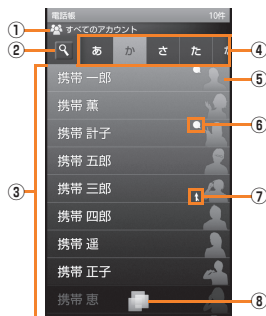 電話帳 10件
① すべてのアカウント
② あ か さ た ④
③
携帯 一郎 ⑤
携帯 薫
携帯 計子 ⑥
携帯 五郎
携帯 三郎 t ⑦
携帯 四郎
携帯 遥
携帯 正子
携帯 恵 ⑧